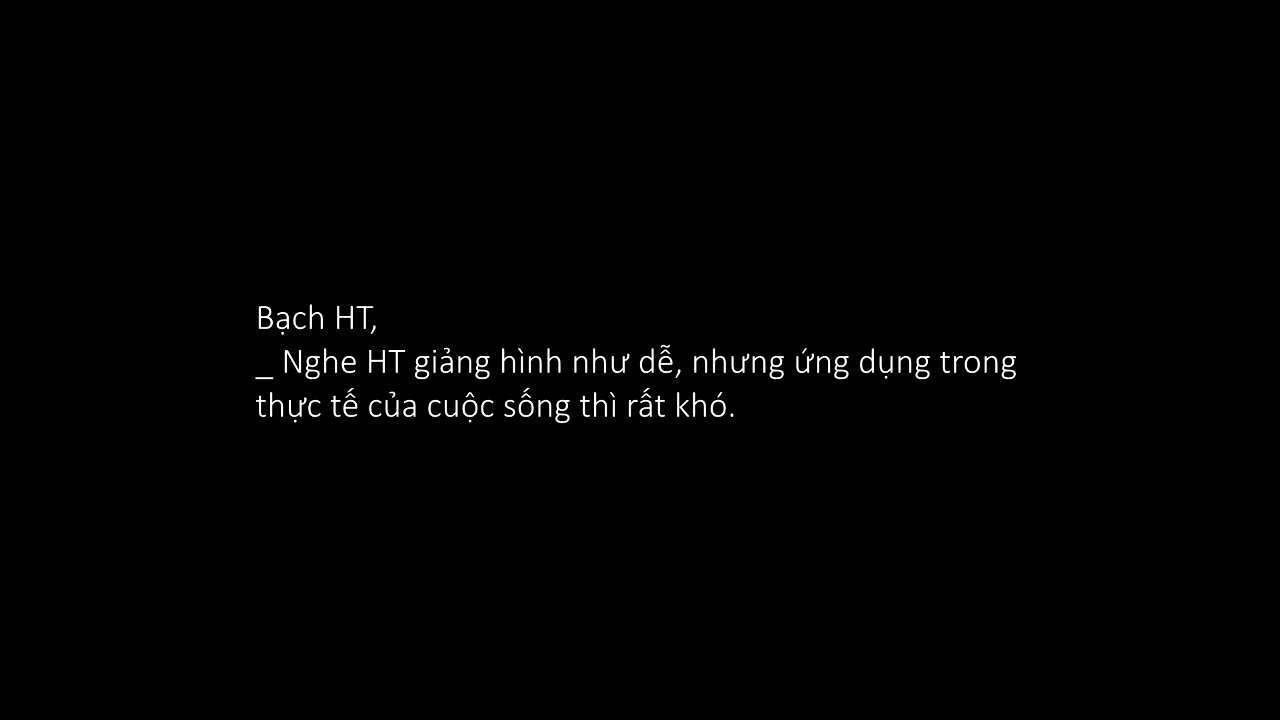 Bạch HT,
_ Nghe HT giảng hình như dễ, nhưng ứng dụng trong
thực tế của cuộc sống thì rất khó.